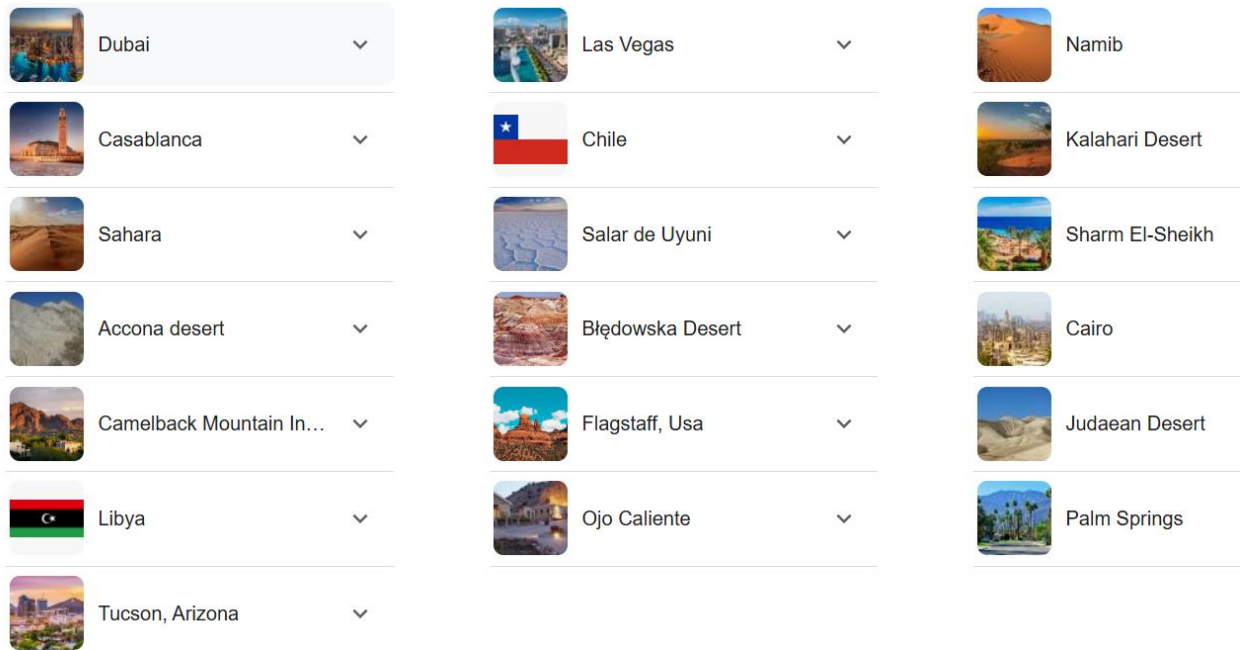 Dubai
Las Vegas
Namib
Casablanca
Chile
Kalahari Desert
Sahara
Salar de Uyuni
Sharm El-Sheikh
Accona desert
Błędowska Desert
Cairo
Camelback Mountain In...
Flagstaff, Usa
Judaean Desert
Libya
Ojo Caliente
Palm Springs
Tucson, Arizona